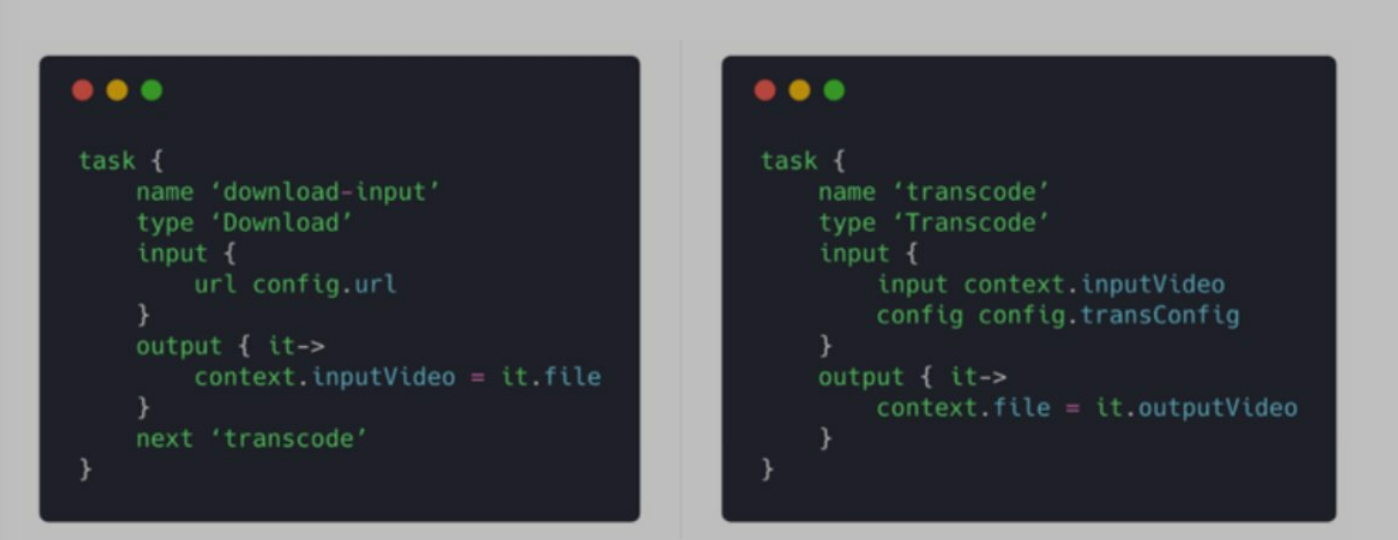 task {
    name ‘download-input’
    type ‘Download’
    input {
        url config.url
    }
    output { it->
        context.inputVideo = it.file
    }
    next ‘transcode’
}
task {
    name ‘transcode’
    type ‘Transcode’
    input {
        input context.inputVideo
        config config.transConfig
    }
    output { it->
        context.file = it.outputVideo
    }
}